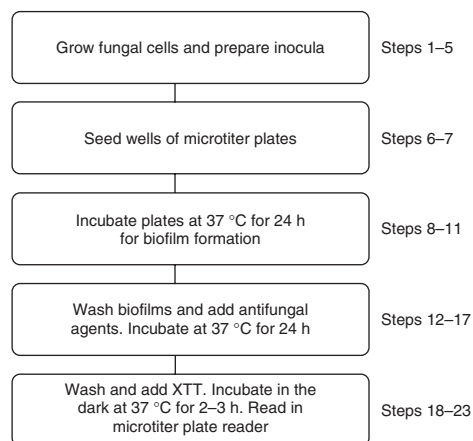 Grow fungal cells and prepare inocula
Steps 1–5
Seed wells of microtiter plates
Steps 6–7
Incubate plates at 37 °C for 24 h
for biofilm formation
Steps 8–11
Wash biofilms and add antifungal
agents. Incubate at 37 °C for 24 h
Steps 12–17
Wash and add XTT. Incubate in the
dark at 37 °C for 2–3 h. Read in
microtiter plate reader
Steps 18–23